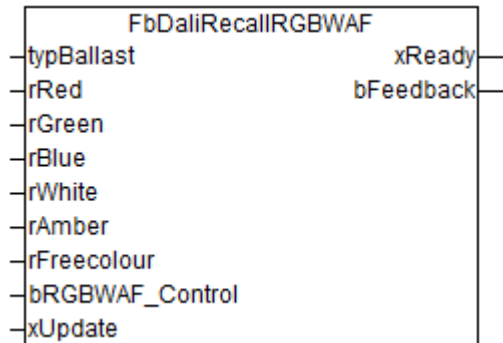 FbDaliRecallRGBWAF
typBallast xReady
rRed bFeedback
rGreen
rBlue
rWhite
rAmber
rFreecolour
bRGBWAF_Control
xUpdate